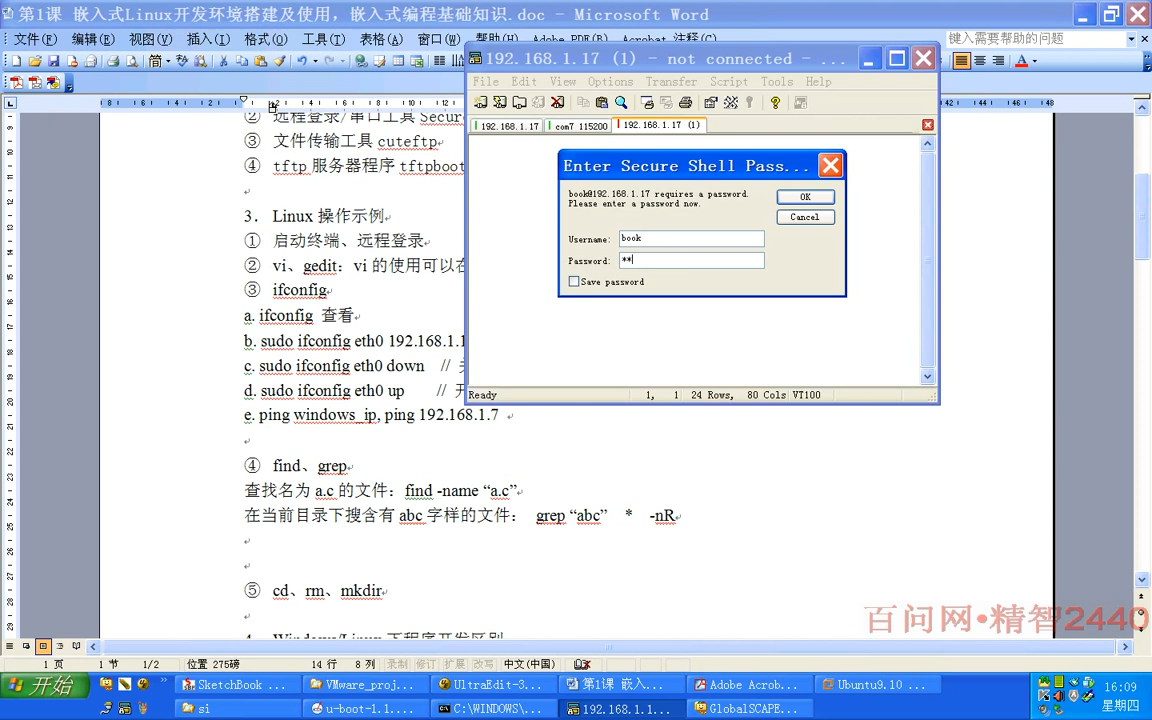 第1课 嵌入式Linux开发环境搭建及使用，嵌入式编程基础知识.doc - Microsoft Word
文件(F) 编辑(E) 视图(V) 插入(I) 格式(O) 工具(T) 表格(A) 窗口(W) 帮助(H) Adobe PDF(B) Acrobat 注释(C)
键入需要帮助的问题
② 远程登录/串口工具 Secur
③ 文件传输工具 cuteftp
④ tftp 服务器程序 tftpboot
3. Linux 操作示例
① 启动终端、远程登录
② vi、gedit：vi 的使用可以在
③ ifconfig
a. ifconfig 查看
b. sudo ifconfig eth0 192.168.1.1
c. sudo ifconfig eth0 down // 关
d. sudo ifconfig eth0 up // 开
e. ping windows_ip, ping 192.168.1.7
④ find、grep
查找名为 a.c 的文件：find -name “a.c”
在当前目录下搜含有 abc 字样的文件： grep “abc” * -nR
⑤ cd、rm、mkdir
4. Windows/Linux 下程序开发区别
192.168.1.17 (1) - not connected - ...
File Edit View Options Transfer Script Tools Help
192.168.1.17 com7 115200 192.168.1.17 (1)
Enter Secure Shell Pass...
book@192.168.1.17 requires a password.
Please enter a password now.
OK
Cancel
Username: book
Password: **
Save password
Ready 1, 1 24 Rows, 80 Cols VT100
百问网•精智2440
1 页 1 节 1/2 位置 275磅 14 行 8 列 录制 修订 扩展 改写 中文(中国)
开始 SketchBook ... VMware_proj... UltraEdit-3... 第1课 嵌入... Adobe Acrob... Ubuntu9.10 ...
si u-boot-1.1... C:\WINDOWS\... 192.168.1.1... GlobalSCAPE...
16:09
星期四